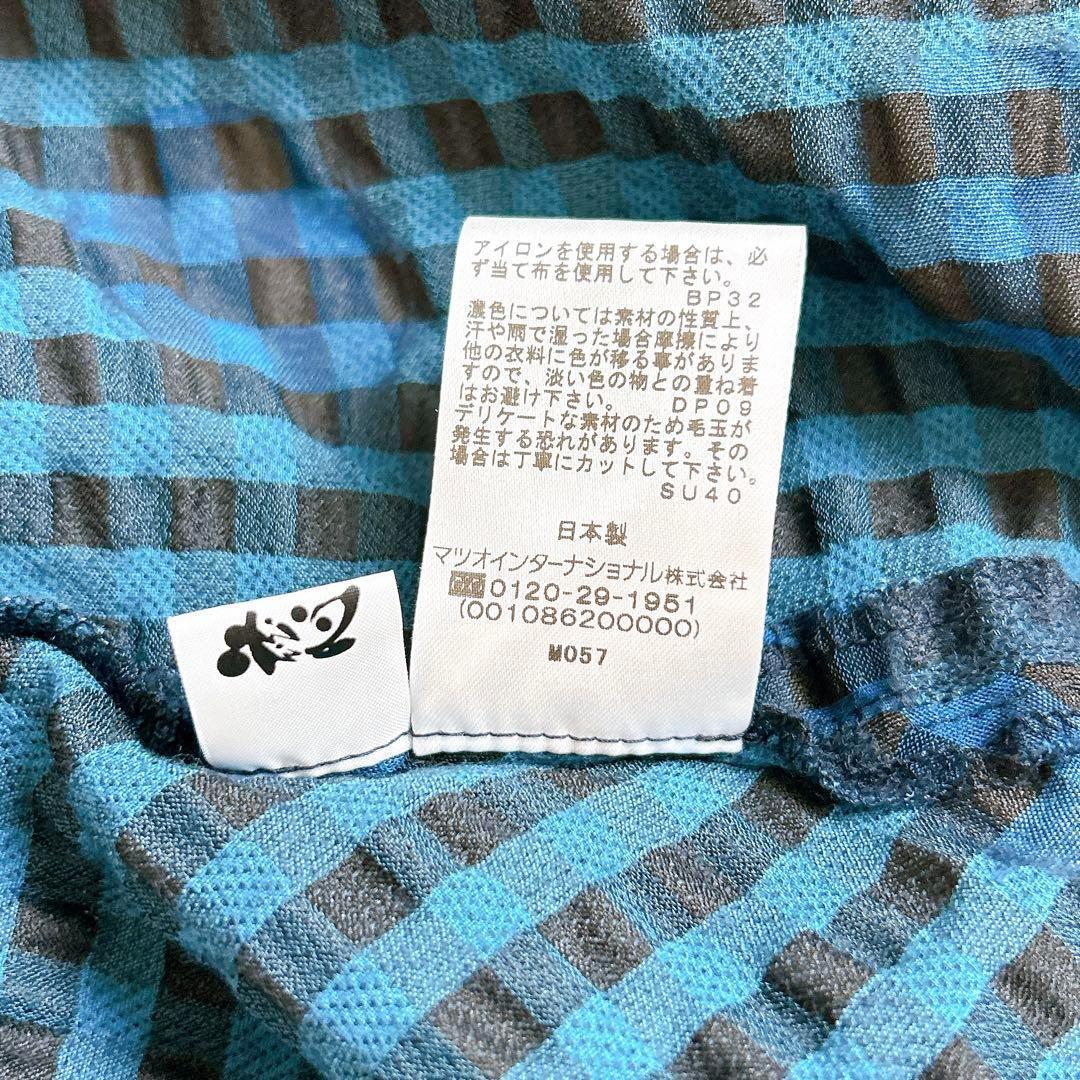 アイロンを使用する場合は、必
ず当て布を使用して下さい。
BP32
濃色については素材の性質上、
汗や雨で湿った場合摩擦により
他の衣料に色が移る事がありま
すので、淡い色の物との重ね着
はお避け下さい。 DP09
デリケートな素材のため毛玉が
発生する恐れがあります。その
場合は丁寧にカットして下さい。
SU40
日本製
マツオインターナショナル株式会社
0120-29-1951
(001086200000)
M057